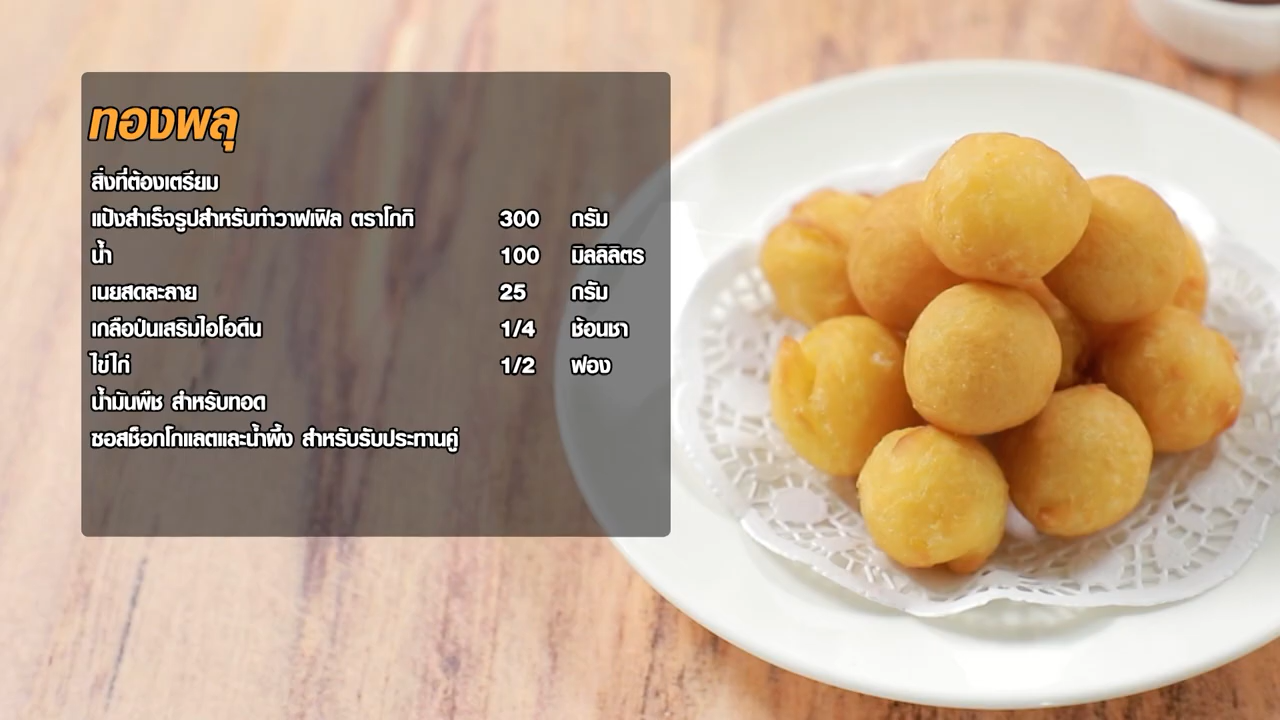 ทองพลุ
สิ่งที่ต้องเตรียม
แป้งสำเร็จรูปสำหรับทำวาฟเฟิล ตราโกกิ 300 กรัม
น้ำ 100 มิลลิลิตร
เนยสดละลาย 25 กรัม
เกลือป่นเสริมไอโอดีน 1/4 ช้อนชา
ไข่ไก่ 1/2 ฟอง
น้ำมันพืช สำหรับทอด
ซอสช็อกโกแลตและน้ำผึ้ง สำหรับรับประทานคู่